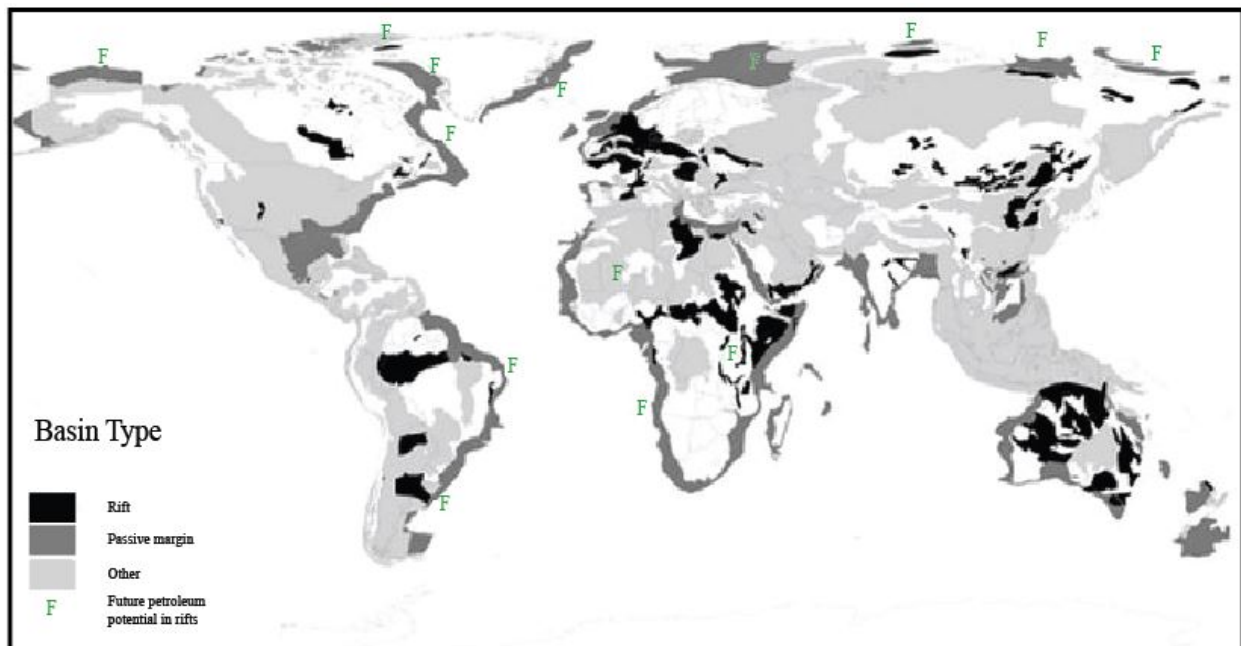 F
F
F
F
F
F
F
F
F
F
F
F
F
F
Basin Type
Rift
Passive margin
Other
F
Future petroleum
potential in rifts